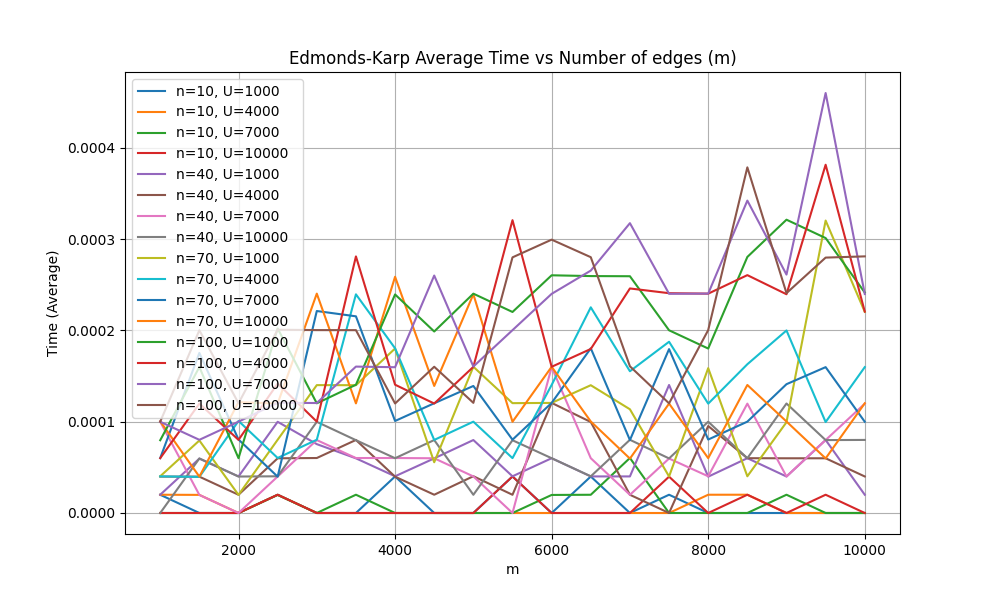 Edmonds-Karp Average Time vs Number of edges (m)
n=10, U=1000
n=10, U=4000
n=10, U=7000
n=10, U=10000
n=40, U=1000
n=40, U=4000
n=40, U=7000
n=40, U=10000
n=70, U=1000
n=70, U=4000
n=70, U=7000
n=70, U=10000
n=100, U=1000
n=100, U=4000
n=100, U=7000
n=100, U=10000
0.0004
0.0003
0.0002
0.0001
0.0000
Time (Average)
2000 4000 6000 8000 10000
m